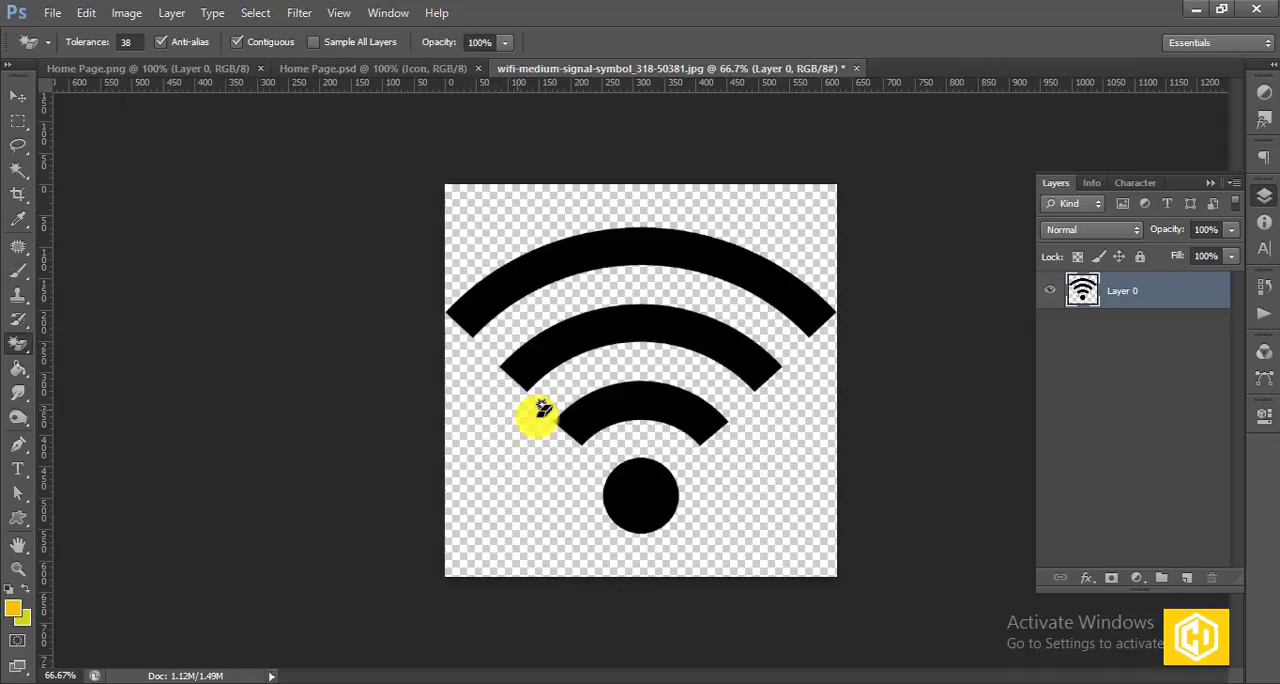 Ps File Edit Image Layer Type Select Filter View Window Help
Tolerance: 38 Anti-alias Contiguous Sample All Layers Opacity: 100% Essentials
Home Page.png @ 100% (Layer 0, RGB/8) × Home Page.psd @ 100% (Icon, RGB/8) × wifi-medium-signal-symbol_318-50381.jpg @ 66.7% (Layer 0, RGB/8#) * ×
600 550 500 450 400 350 300 250 200 150 100 50 0 50 100 150 200 250 300 350 400 450 500 550 600 650 700 750 800 850 900 950 1000 1050 1100 1150 1200
Layers Info Character
Kind
Normal Opacity: 100%
Lock: Fill: 100%
Layer 0
Activate Windows
Go to Settings to activate
66.67% Doc: 1.12M/1.49M